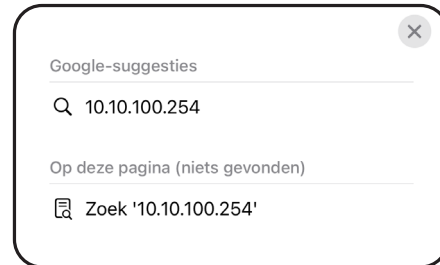 Google-suggesties
10.10.100.254
Op deze pagina (niets gevonden)
Zoek '10.10.100.254'